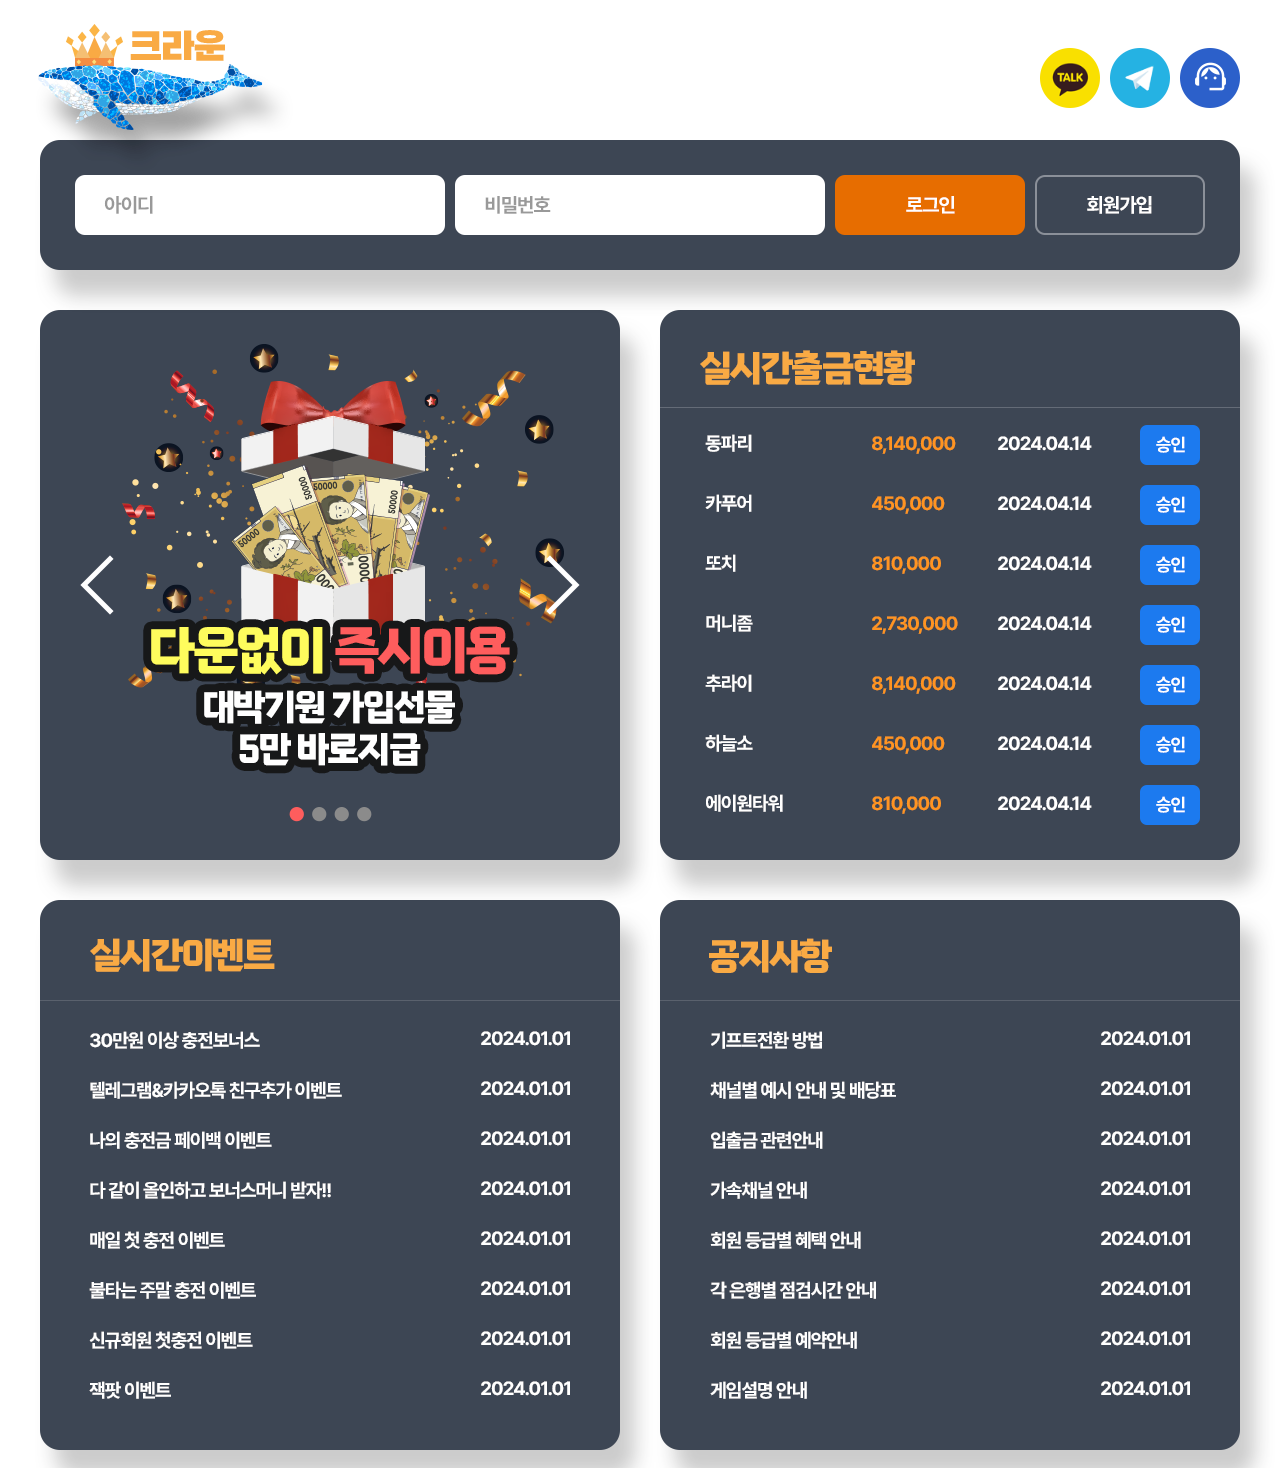 크라운
TALK
아이디
비밀번호
로그인
회원가입
50000
50000
50000
50000
000
000
다운없이 즉시이용
대박기원 가입선물
5만 바로지급
실시간출금현황
동파리 8,140,000 2024.04.14 승인
카푸어 450,000 2024.04.14 승인
또치 810,000 2024.04.14 승인
머니좀 2,730,000 2024.04.14 승인
추라이 8,140,000 2024.04.14 승인
하늘소 450,000 2024.04.14 승인
에이원타워 810,000 2024.04.14 승인
실시간이벤트
30만원 이상 충전보너스 2024.01.01
텔레그램&카카오톡 친구추가 이벤트 2024.01.01
나의 충전금 페이백 이벤트 2024.01.01
다 같이 올인하고 보너스머니 받자!! 2024.01.01
매일 첫 충전 이벤트 2024.01.01
불타는 주말 충전 이벤트 2024.01.01
신규회원 첫충전 이벤트 2024.01.01
잭팟 이벤트 2024.01.01
공지사항
기프트전환 방법 2024.01.01
채널별 예시 안내 및 배당표 2024.01.01
입출금 관련안내 2024.01.01
가속채널 안내 2024.01.01
회원 등급별 혜택 안내 2024.01.01
각 은행별 점검시간 안내 2024.01.01
회원 등급별 예약안내 2024.01.01
게임설명 안내 2024.01.01